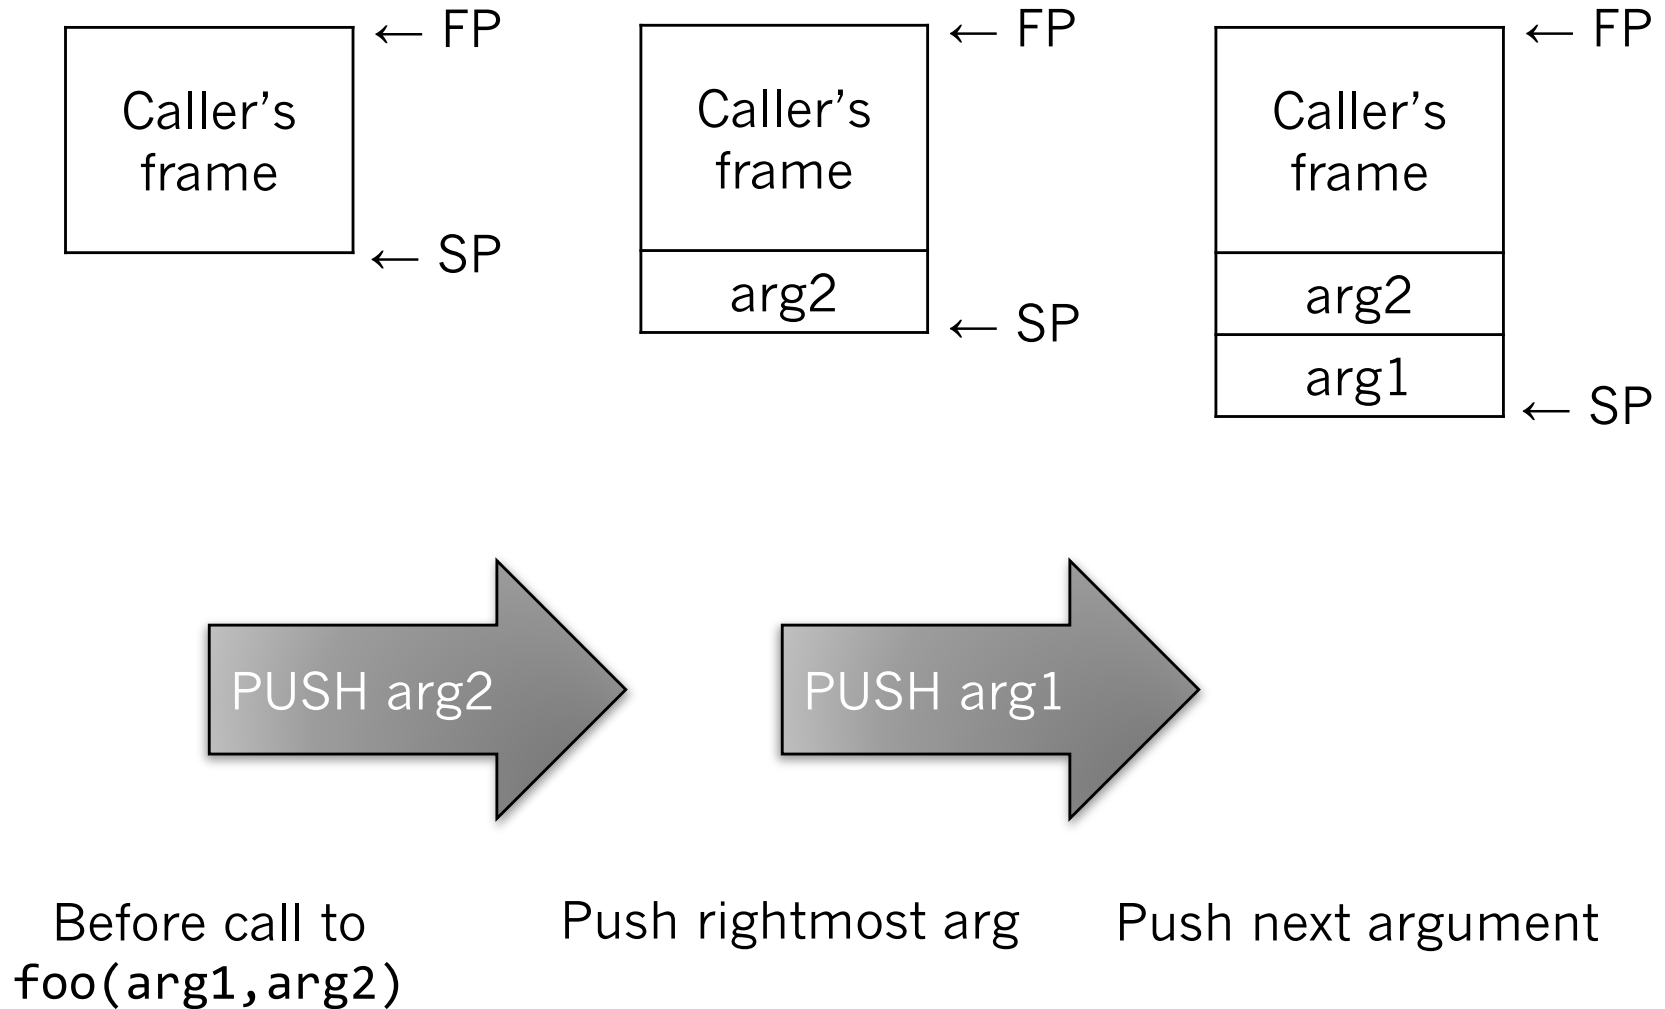 ← FP
Caller’s
frame
← SP
← FP
Caller’s
frame
arg2
← SP
← FP
Caller’s
frame
arg2
arg1
← SP
PUSH arg2
PUSH arg1
Before call to
foo(arg1,arg2)
Push rightmost arg
Push next argument